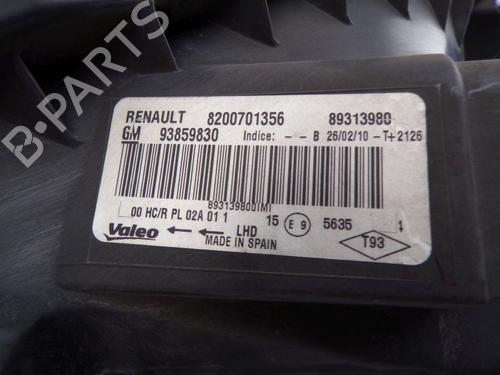 RENAULT 8200701356 89313980
GM 93859830 Indice: - - B 26/02/10 -T+2126
00 HC/R PL 02A 01 1 15 E 9 5635
Valeo LHD T93
MADE IN SPAIN
B-PARTS